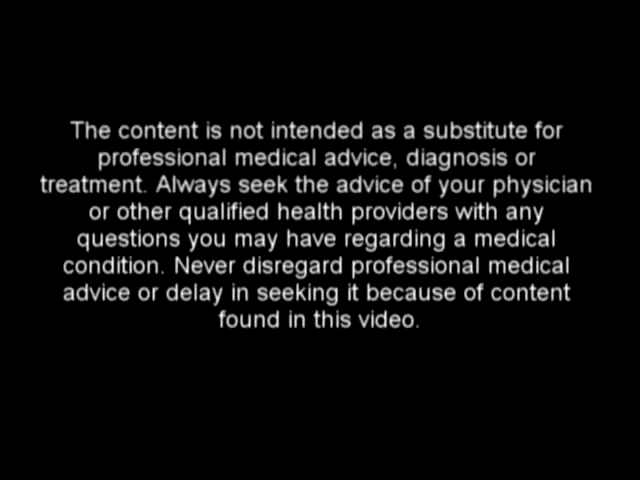 The content is not intended as a substitute for
professional medical advice, diagnosis or
treatment. Always seek the advice of your physician
or other qualified health providers with any
questions you may have regarding a medical
condition. Never disregard professional medical
advice or delay in seeking it because of content
found in this video.